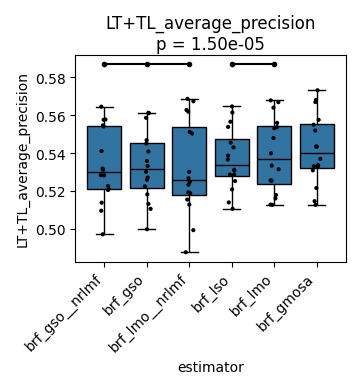 LT+TL_average_precision
p = 1.50e-05
LT+TL_average_precision
0.58
0.56
0.54
0.52
0.50
brf_gso__nrlmf
brf_gso
brf_lmo__nrlmf
brf_lso
brf_lmo
brf_gmosa
estimator